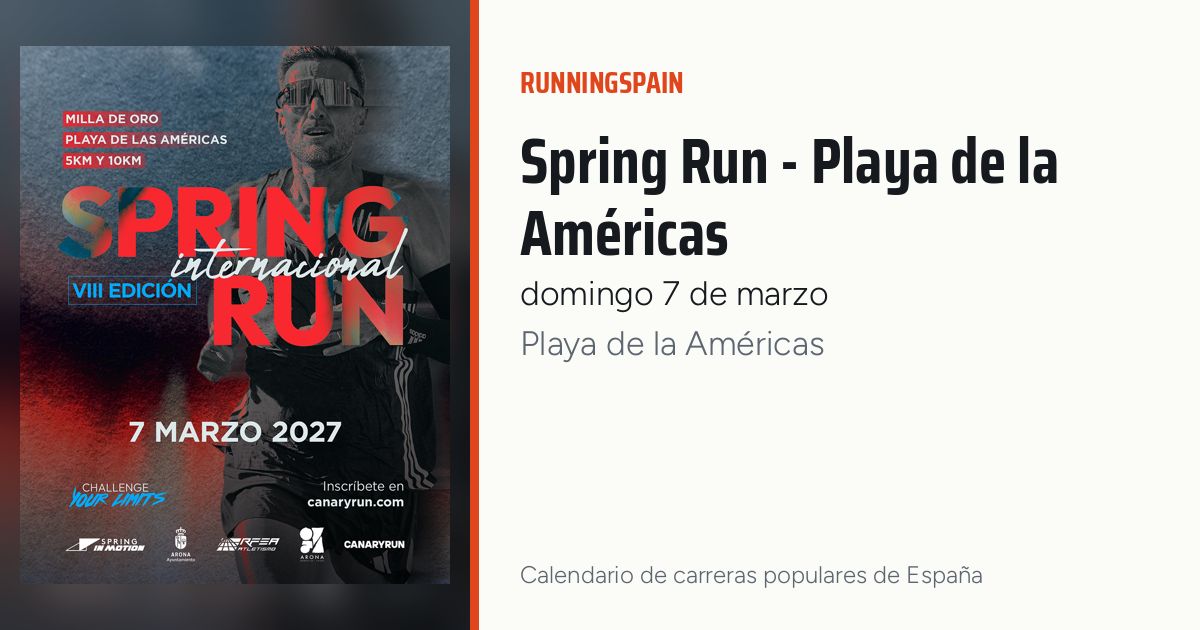 MILLA DE ORO
PLAYA DE LAS AMÉRICAS
5KM Y 10KM
SPRING
internacional
VIII EDICIÓN
RUN
7 MARZO 2027
CHALLENGE
YOUR LIMITS
Inscríbete en
canaryrun.com
SPRING
IN MOTION
ARONA
Ayuntamiento
RFEA
ATLETISMO
ARONA
CANARYRUN
RUNNINGSPAIN
Spring Run - Playa de la
Américas
domingo 7 de marzo
Playa de la Américas
Calendario de carreras populares de España